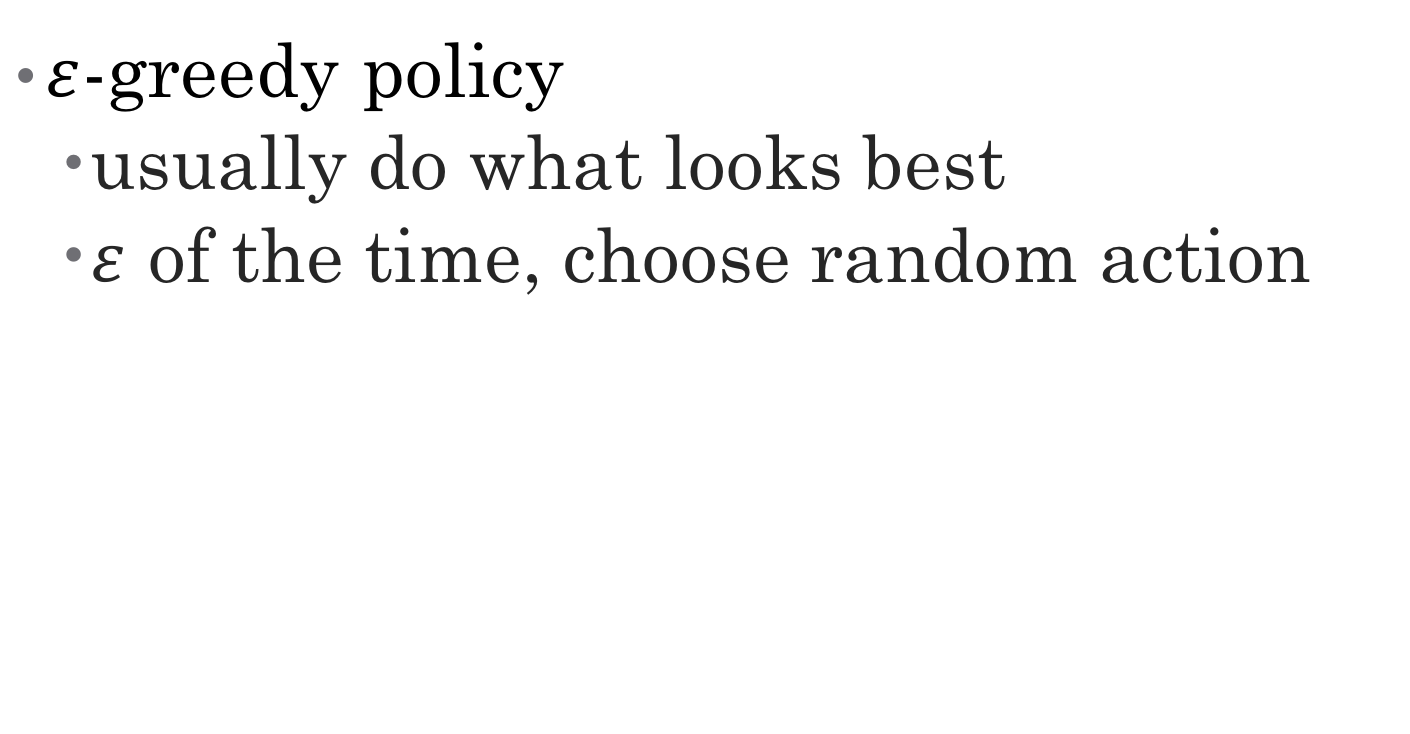 • ε-greedy policy
• usually do what looks best
• ε of the time, choose random action